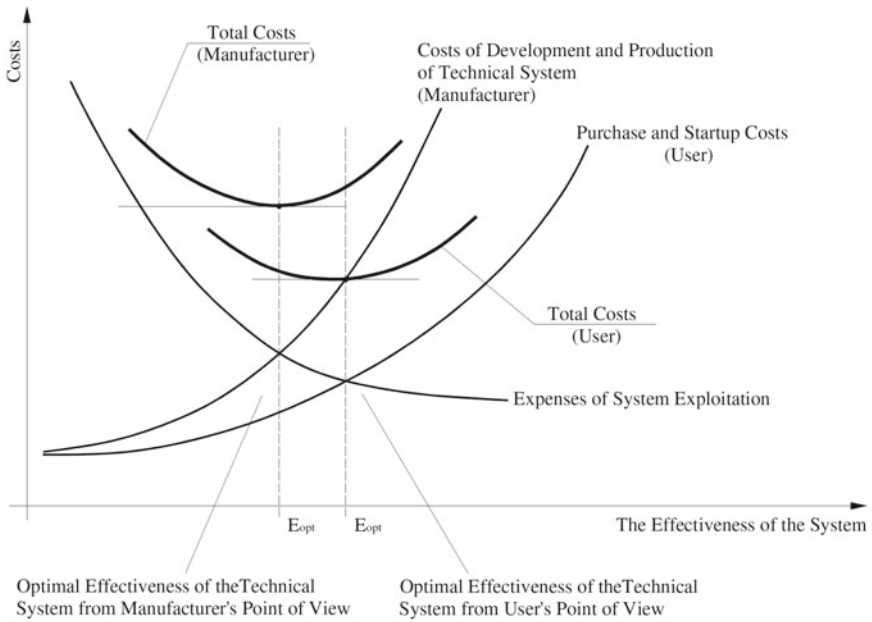 Total Costs
(Manufacturer)
Costs
Costs of Development and Production
of Technical System
(Manufacturer)
Purchase and Startup Costs
(User)
Total Costs
(User)
Expenses of System Exploitation
Eopt
Eopt
The Effectiveness of the System
Optimal Effectiveness of theTechnical
System from Manufacturer's Point of View
Optimal Effectiveness of theTechnical
System from User's Point of View